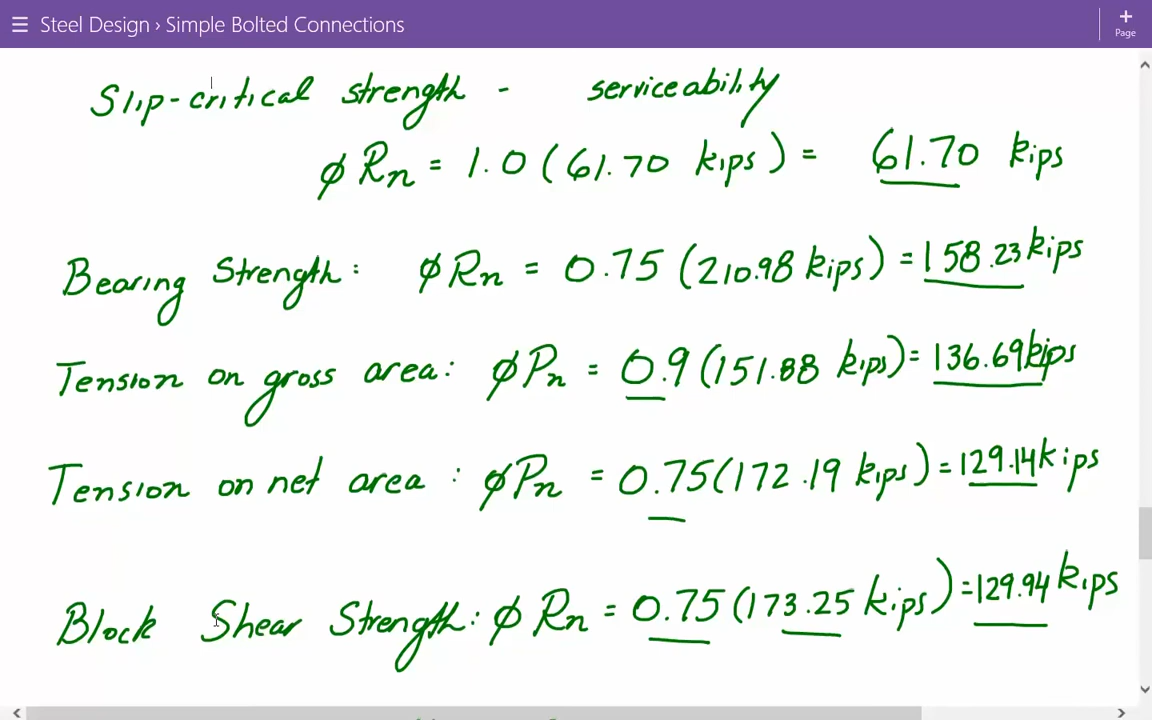 Steel Design › Simple Bolted Connections
Page
Slip-critical strength - serviceability
φRn = 1.0 (61.70 kips) = 61.70 kips
Bearing Strength: φRn = 0.75 (210.98 kips) = 158.23 kips
Tension on gross area: φPn = 0.9 (151.88 kips) = 136.69 kips
Tension on net area: φPn = 0.75 (172.19 kips) = 129.14 kips
Block Shear Strength: φRn = 0.75 (173.25 kips) = 129.94 kips